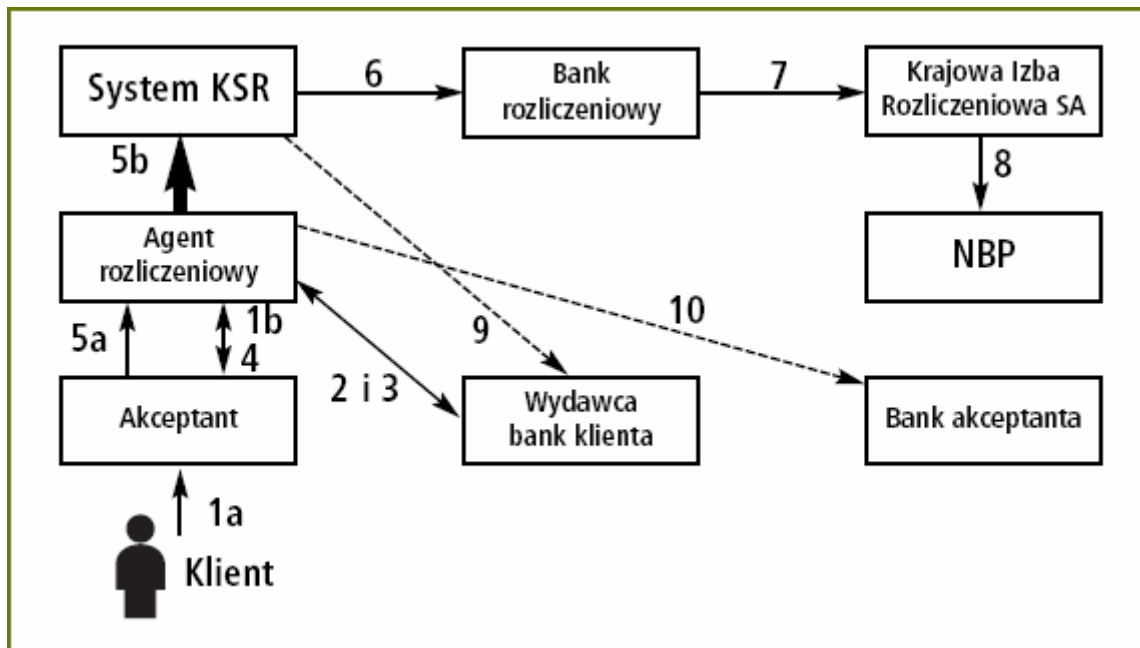 System KSR
6
Bank
rozliczeniowy
7
Krajowa Izba
Rozliczeniowa SA
5b
8
Agent
rozliczeniowy
NBP
5a
1b
4
9
10
2 i 3
Akceptant
Wydawca
bank klienta
Bank akceptanta
1a
Klient